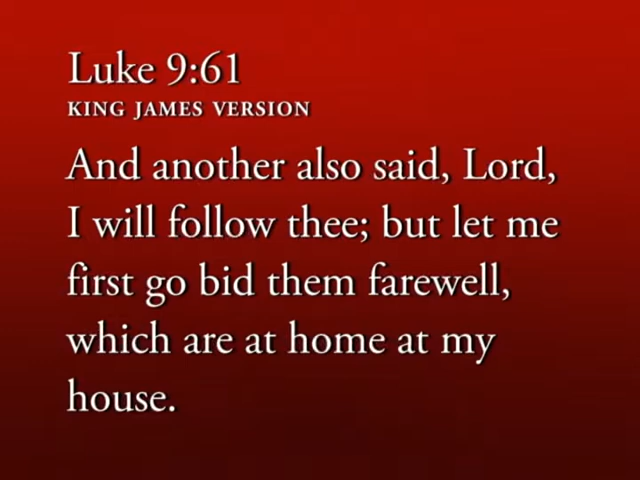 Luke 9:61
KING JAMES VERSION
And another also said, Lord,
I will follow thee; but let me
first go bid them farewell,
which are at home at my
house.